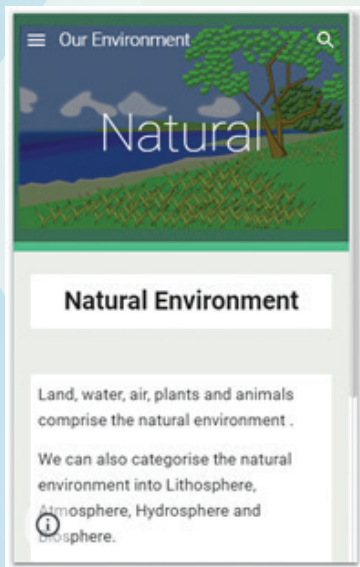 Our Environment
Natural
Natural Environment
Land, water, air, plants and animals
comprise the natural environment .
We can also categorise the natural
environment into Lithosphere,
Atmosphere, Hydrosphere and
Biosphere.